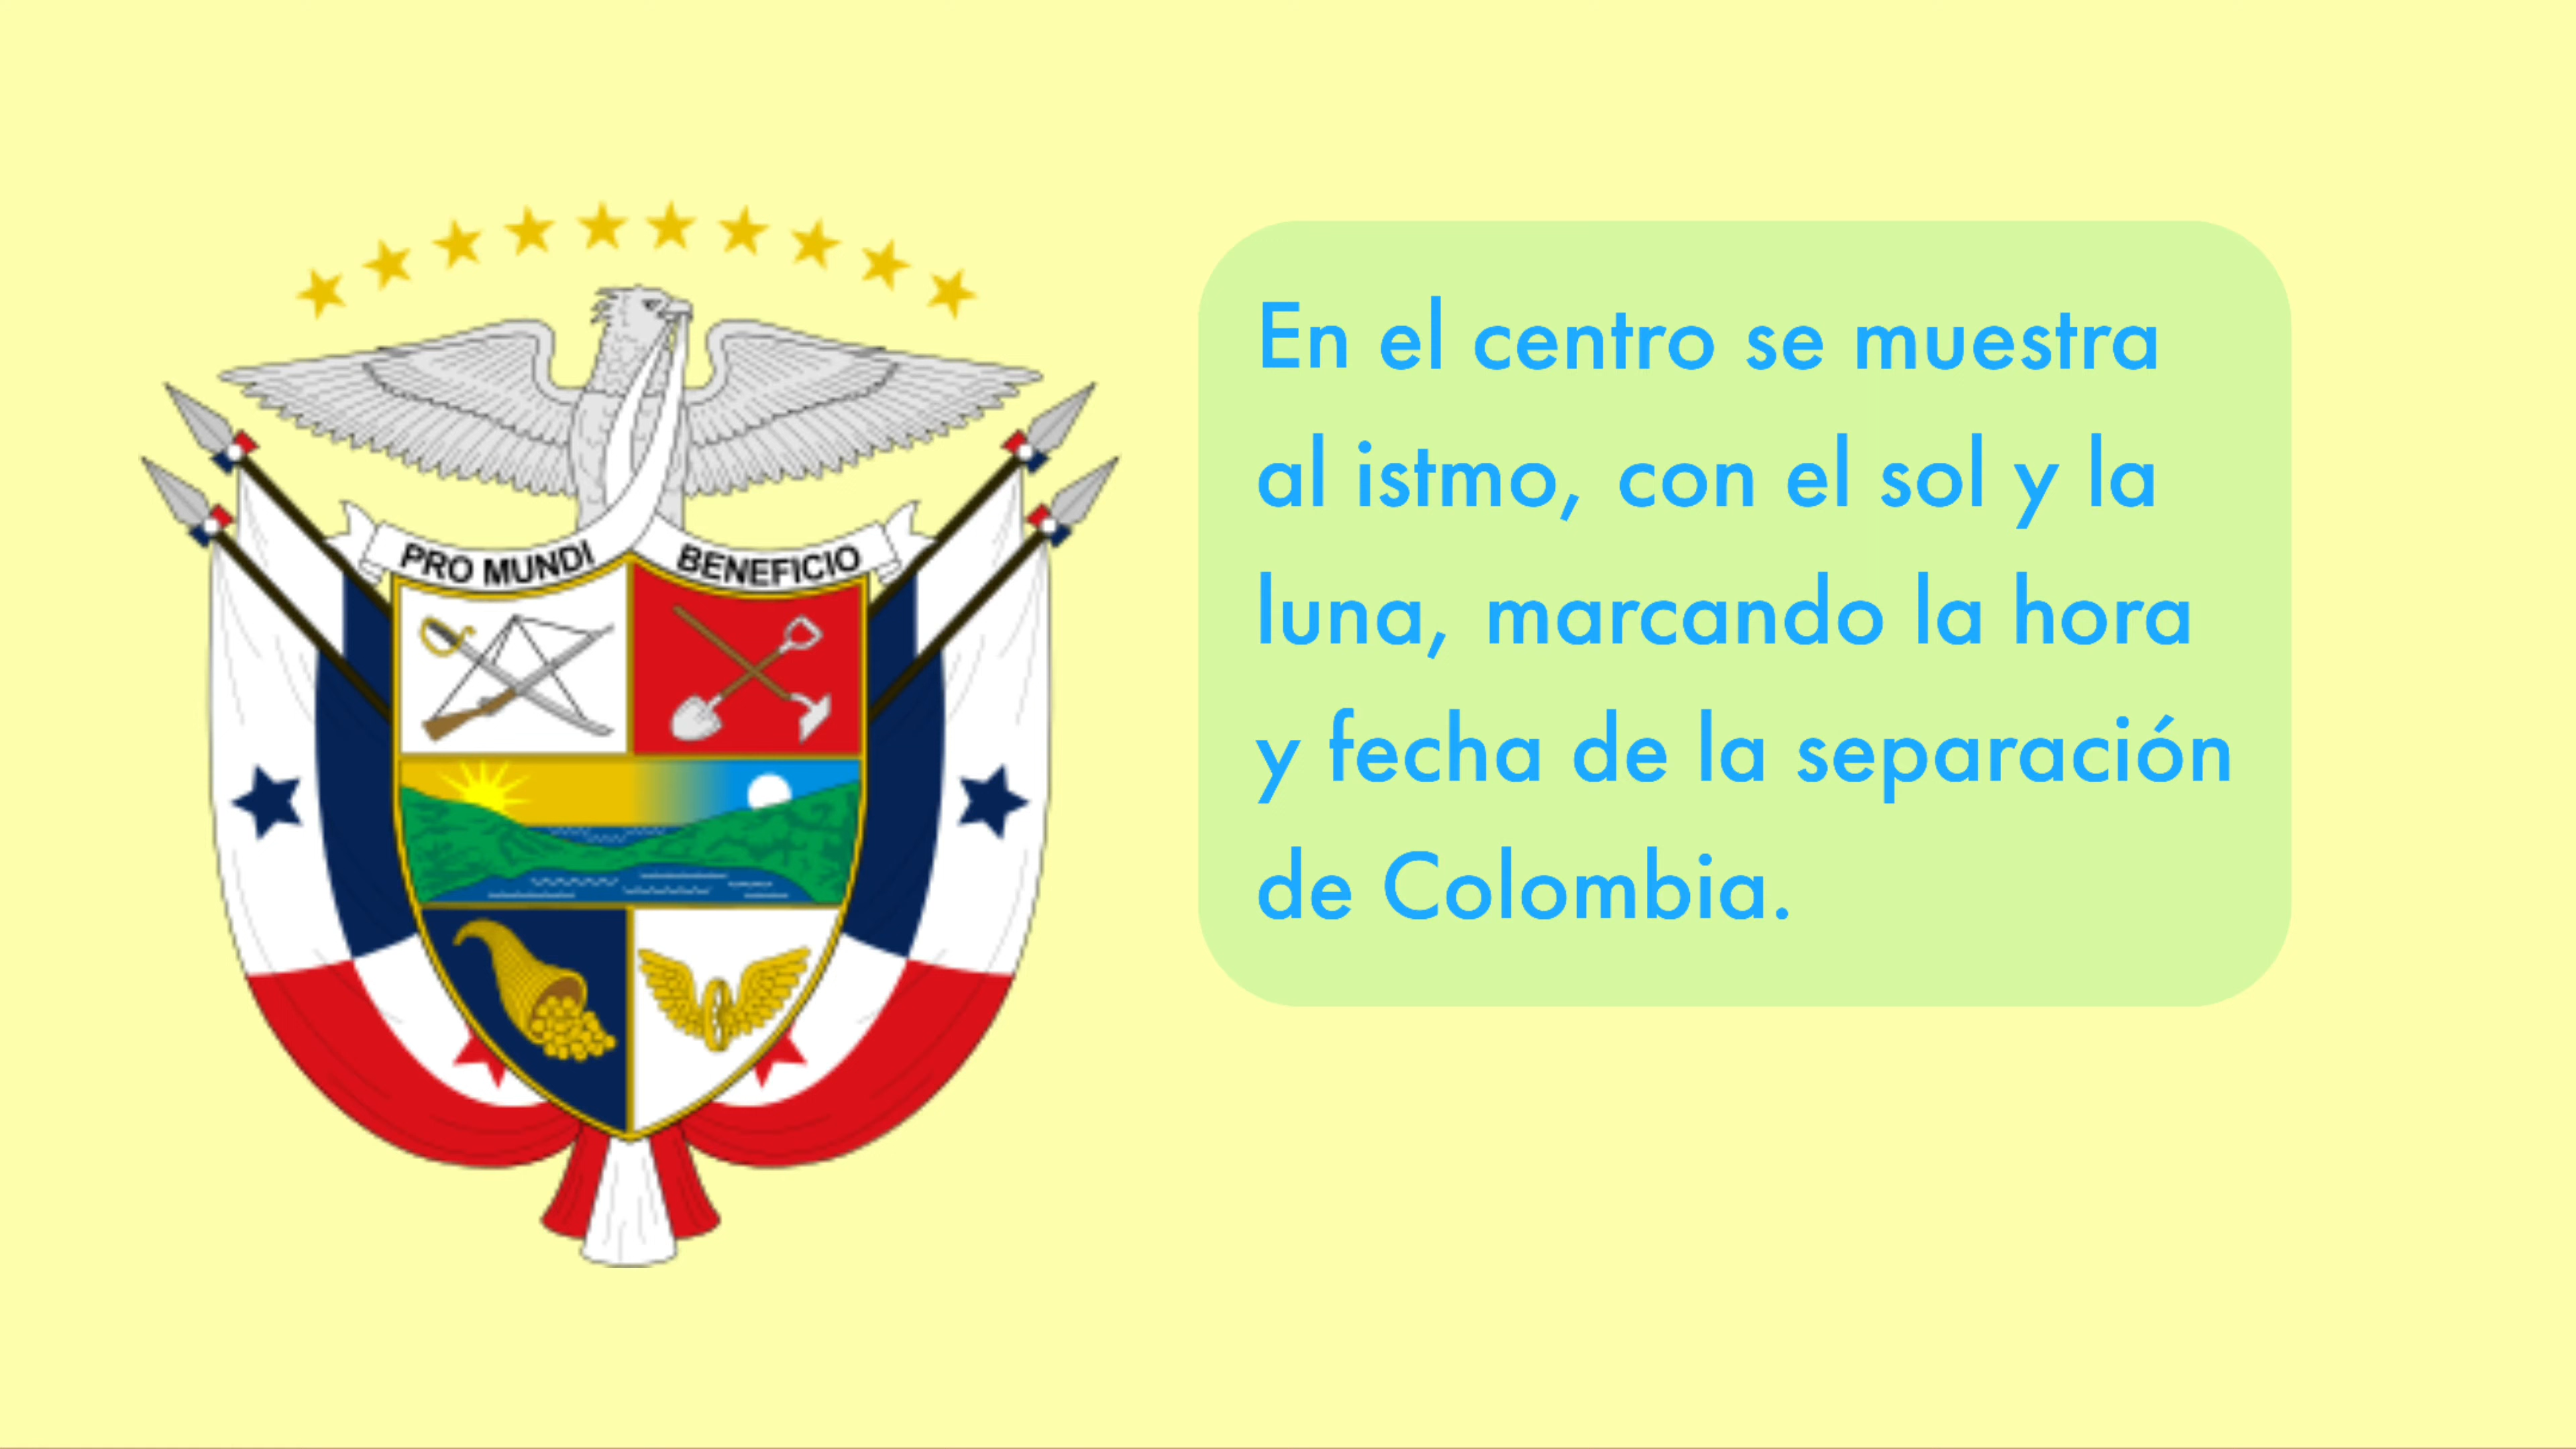 PRO MUNDI BENEFICIO
En el centro se muestra
al istmo, con el sol y la
luna, marcando la hora
y fecha de la separación
de Colombia.